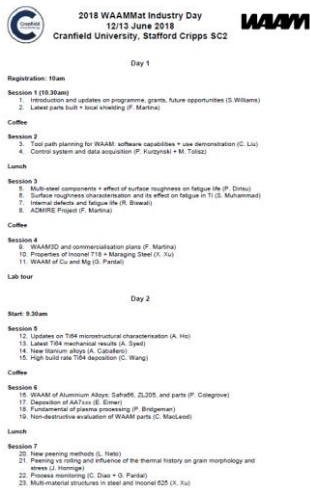 Cranfield
2018 WAAMMat Industry Day
12/13 June 2018
Cranfield University, Stafford Cripps SC2
WAAM
Day 1
Registration: 10am
Session 1 (10.30am)
1. Introduction and updates on programme, grants, future opportunities (S.Williams)
2. Latest parts built + local shielding (F. Martina)
Coffee
Session 2
3. Tool path planning for WAAM: software capabilities + use demonstration (C. Liu)
4. Control system and data acquisition (P. Kurzynski + M. Tolisz)
Lunch
Session 3
5. Multi-steel components + effect of surface roughness on fatigue life (P. Dirisu)
6. Surface roughness characterisation and its effect on fatigue in Ti (S. Muhammad)
7. Internal defects and fatigue life (R. Biswal)
8. ADMIRE Project (F. Martina)
Coffee
Session 4
9. WAAM3D and commercialisation plans (F. Martina)
10. Properties of Inconel 718 + Maraging Steel (X. Xu)
11. WAAM of Cu and Mg (G. Pardal)
Lab tour
Day 2
Start: 9.30am
Session 5
12. Updates on Ti64 microstructural characterisation (A. Ho)
13. Latest Ti64 mechanical results (A. Syed)
14. New titanium alloys (A. Caballero)
15. High build rate Ti64 deposition (C. Wang)
Coffee
Session 6
16. WAAM of Aluminium Alloys: Safra66, ZL205, and parts (P. Colegrove)
17. Deposition of AA7xxx (E. Eimer)
18. Fundamental of plasma processing (P. Bridgeman)
19. Non-destructive evaluation of WAAM parts (C. MacLeod)
Lunch
Session 7
20. New peening methods (L. Neto)
21. Peening vs rolling and influence of the thermal history on grain morphology and
stress (J. Honnige)
22. Process monitoring (C. Diao + G. Pardal)
23. Multi-material structures in steel and Inconel 625 (X. Xu)